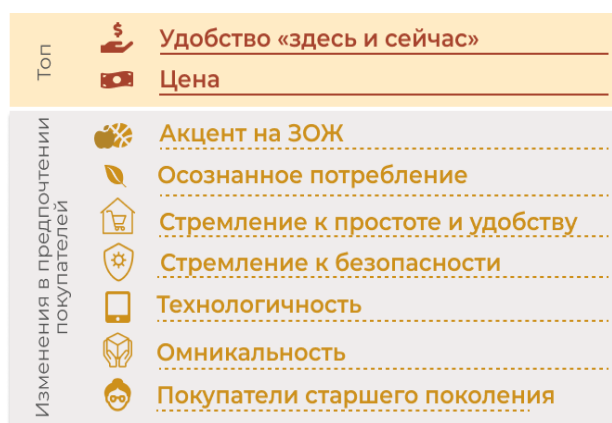 Топ
Удобство «здесь и сейчас»
Цена
Изменения в предпочтении
покупателей
Акцент на ЗОЖ
Осознанное потребление
Стремление к простоте и удобству
Стремление к безопасности
Технологичность
Омникальность
Покупатели старшего поколения